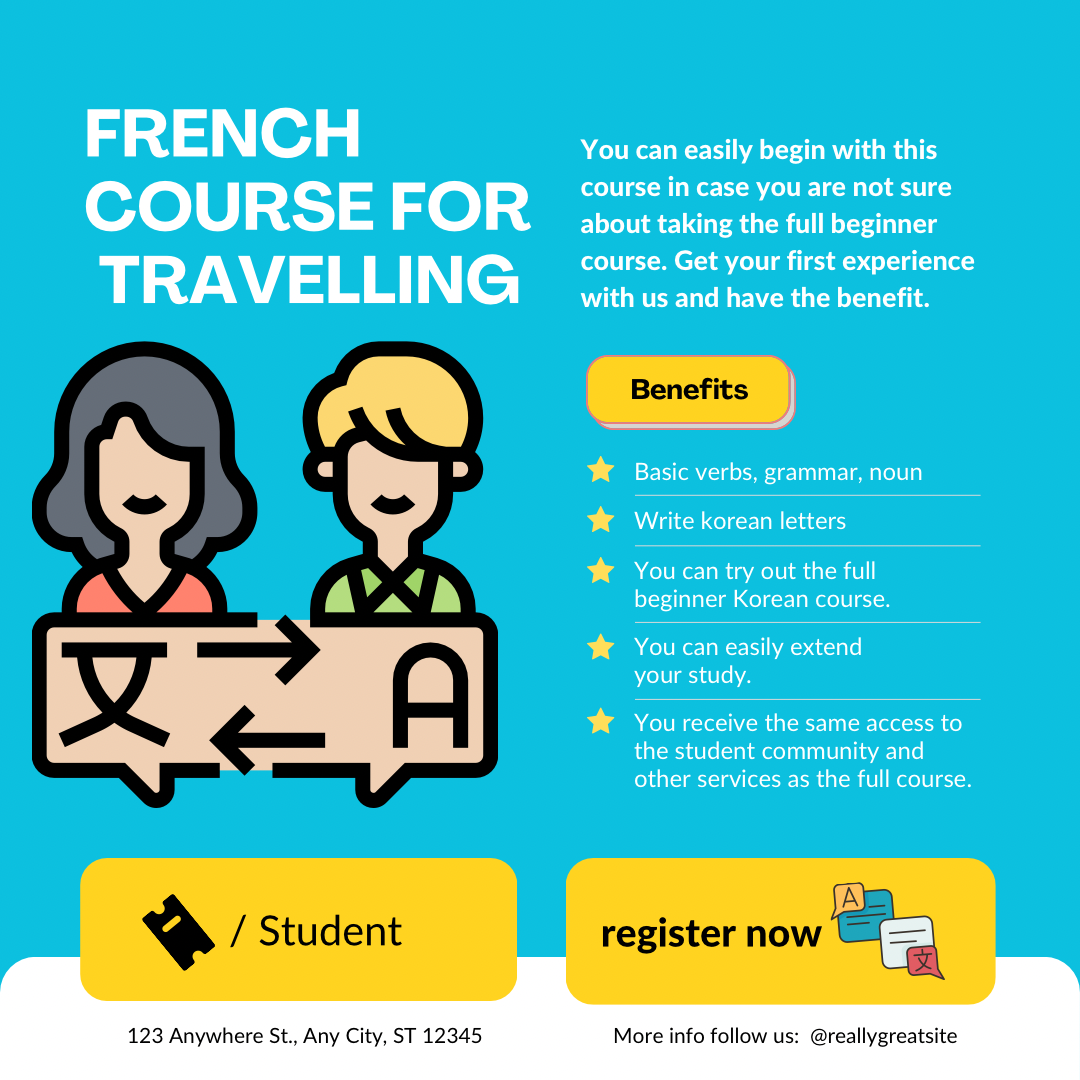 FRENCH
COURSE FOR
TRAVELLING
You can easily begin with this
course in case you are not sure
about taking the full beginner
course. Get your first experience
with us and have the benefit.
Benefits
Basic verbs, grammar, noun
Write korean letters
You can try out the full
beginner Korean course.
You can easily extend
your study.
You receive the same access to
the student community and
other services as the full course.
文 A
/ Student
register now
A
文
123 Anywhere St., Any City, ST 12345
More info follow us: @reallygreatsite